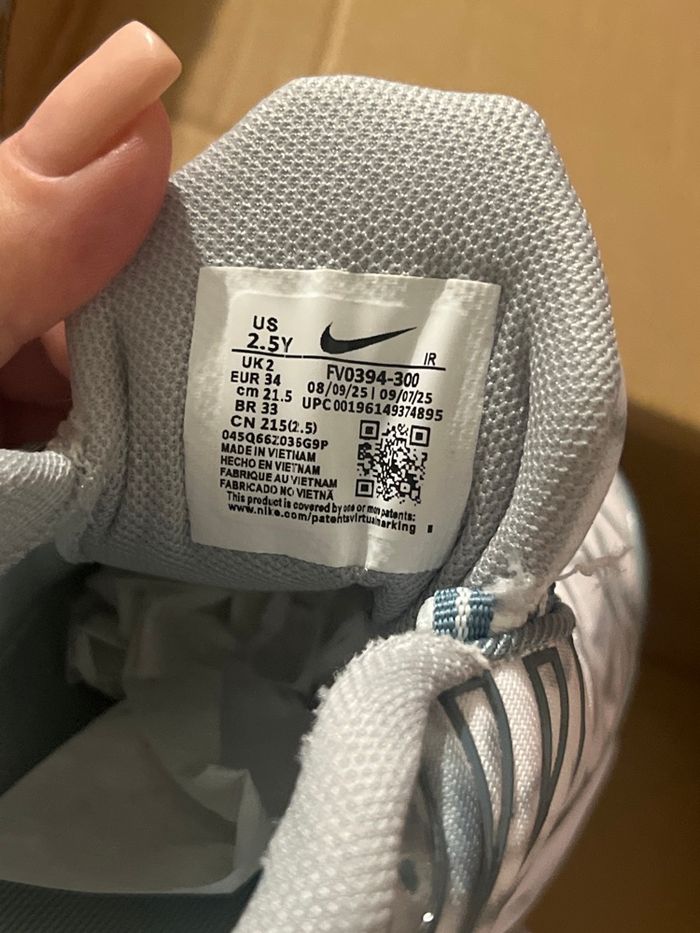 US
2.5Y
IR
UK 2
FV0394-300
EUR 34
08/09/25 | 09/07/25
cm 21.5
UPC 00196149374895
BR 33
CN 215(2.5)
045Q66Z036G9P
MADE IN VIETNAM
HECHO EN VIETNAM
FABRIQUE AU VIETNAM
FABRICADO NO VIETNÃ
This product is covered by one or more patents:
www.nike.com/patentsvirtualmarking